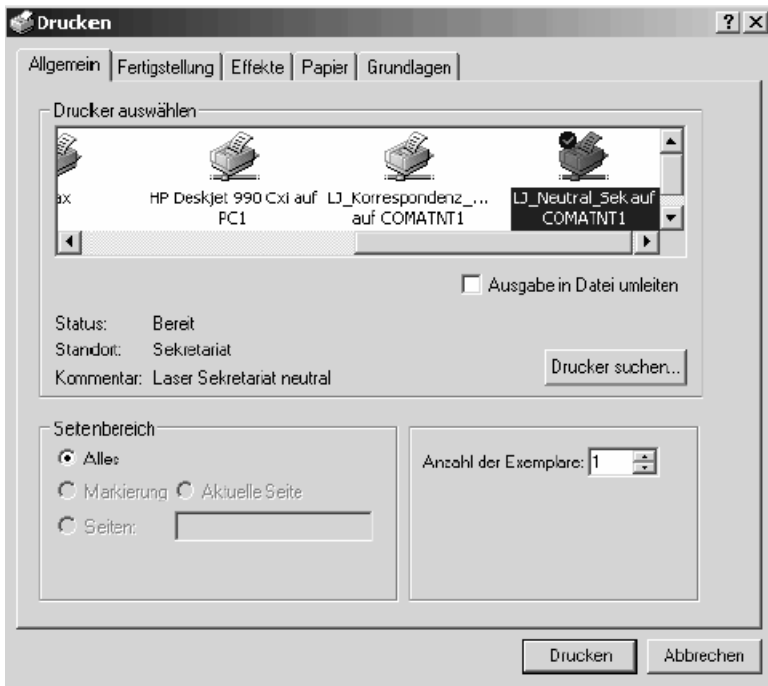 Drucken
Allgemein Fertigstellung Effekte Papier Grundlagen
Drucker auswählen
ax
HP Deskjet 990 Cxi auf PC1
LJ_Korrespondenz_... auf COMATNT1
LJ_Neutral_Sek auf COMATNT1
Ausgabe in Datei umleiten
Status: Bereit
Standort: Sekretariat
Kommentar: Laser Sekretariat neutral
Drucker suchen...
Seitenbereich
Alles
Markierung Aktuelle Seite
Seiten:
Anzahl der Exemplare: 1
Drucken Abbrechen